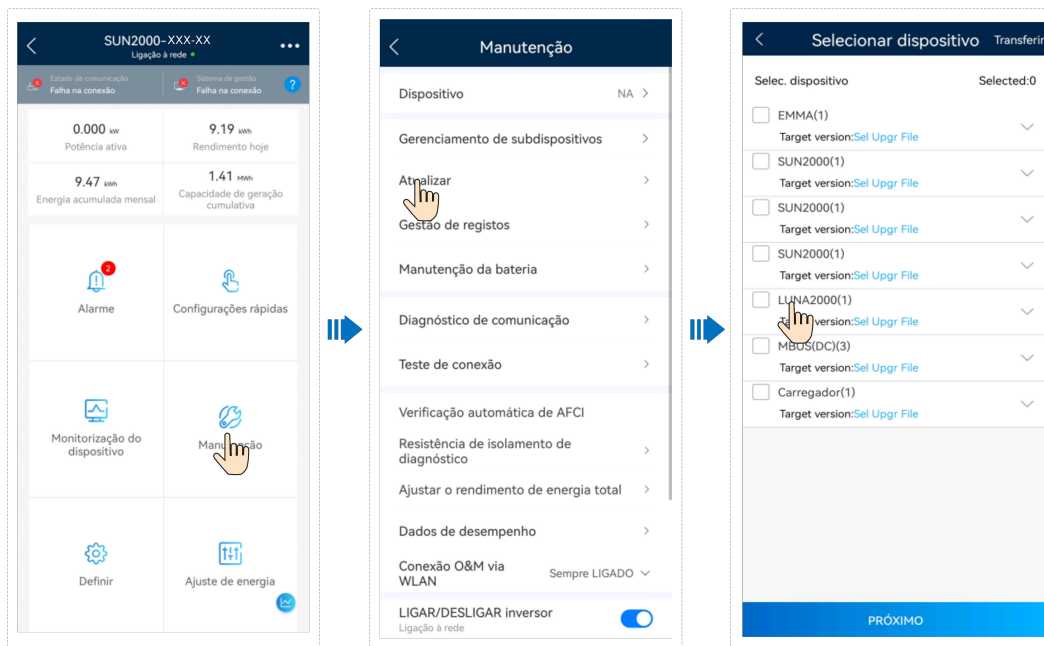 SUN2000-XXX-XX
Ligação à rede
Estado de comunicação
Falha na conexão
Sistema de gestão
Falha na conexão
?
0.000 kW
Potência ativa
9.19 kWh
Rendimento hoje
9.47 kWh
Energia acumulada mensal
1.41 MWh
Capacidade de geração
cumulativa
2
Alarme
Configurações rápidas
Monitorização do
dispositivo
Manutenção
Definir
Ajuste de energia
Manutenção
Dispositivo NA
Gerenciamento de subdispositivos
Atualizar
Gestão de registos
Manutenção da bateria
Diagnóstico de comunicação
Teste de conexão
Verificação automática de AFCI
Resistência de isolamento de
diagnóstico
Ajustar o rendimento de energia total
Dados de desempenho
Conexão O&M via
WLAN
Sempre LIGADO
LIGAR/DESLIGAR inversor
Ligação à rede
Selecionar dispositivo Transferir
Selec. dispositivo Selected:0
EMMA(1)
Target version:Sel Upgr File
SUN2000(1)
Target version:Sel Upgr File
SUN2000(1)
Target version:Sel Upgr File
SUN2000(1)
Target version:Sel Upgr File
LUNA2000(1)
Target version:Sel Upgr File
MBUS(DC)(3)
Target version:Sel Upgr File
Carregador(1)
Target version:Sel Upgr File
PRÓXIMO